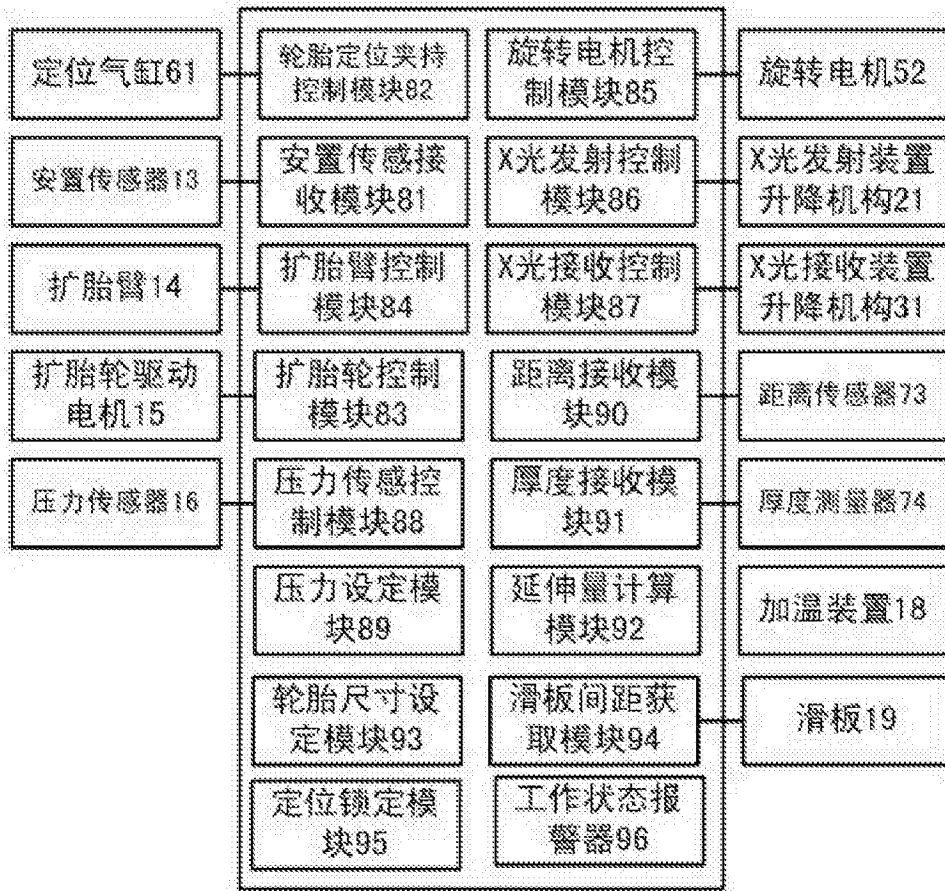 定位气缸61
轮胎定位夹持
控制模块82
旋转电机控
制模块85
旋转电机52
安置传感器13
安置传感接
收模块81
X光发射控制
模块86
X光发射装置
升降机构21
扩胎臂14
扩胎臂控制
模块84
X光接收控制
模块87
X光接收装置
升降机构31
扩胎轮驱动
电机15
扩胎轮控制
模块83
距离接收模
块90
距离传感器73
压力传感器16
压力传感控
制模块88
厚度接收模
块91
厚度测量器74
压力设定模
块89
延伸量计算
模块92
加温装置18
轮胎尺寸设
定模块93
滑板间距获
取模块94
滑板19
定位锁定模
块95
工作状态报
警器96